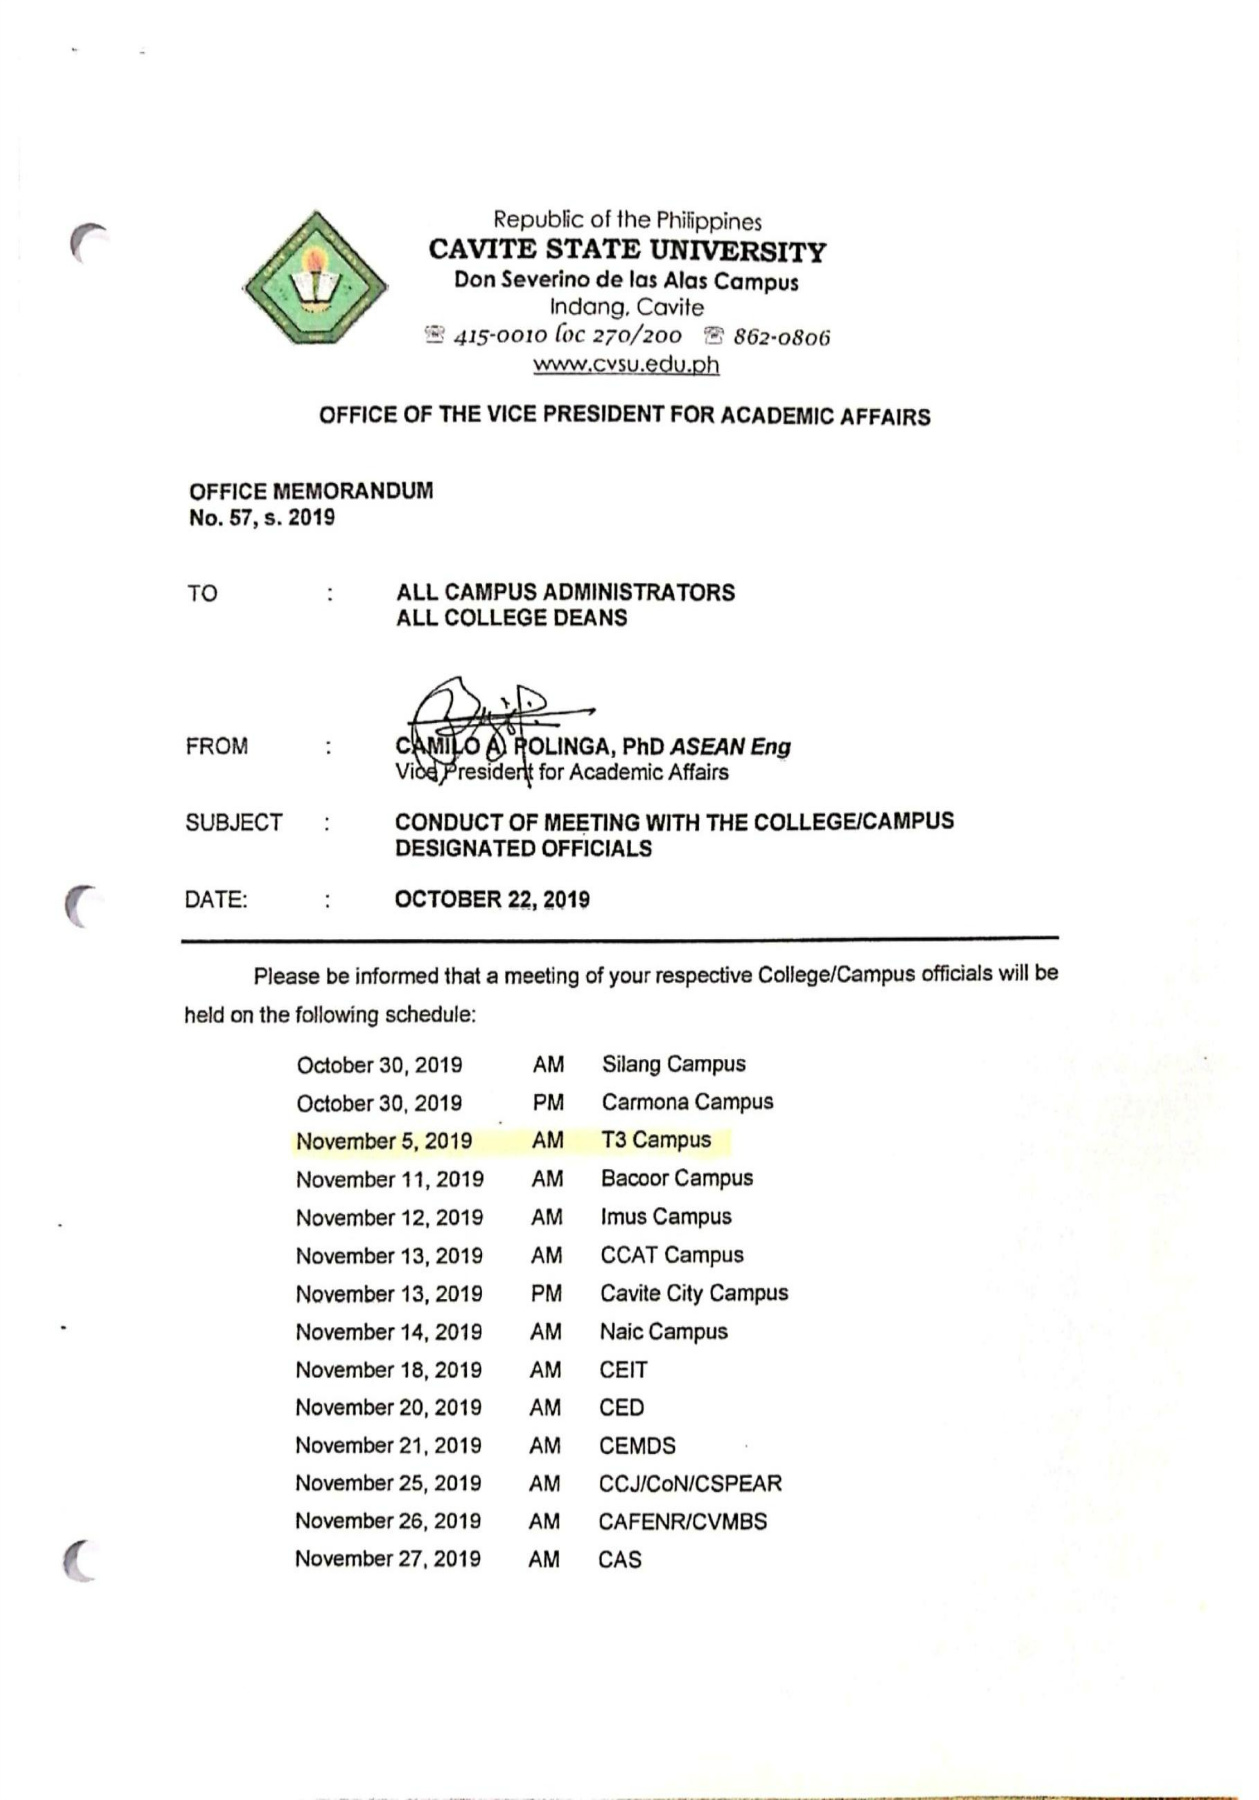 Republic of the Philippines
CAVITE STATE UNIVERSITY
Don Severino de las Alas Campus
Indang, Cavite
☏ 415-0010 loc 270/200 ☏ 862-0806
www.cvsu.edu.ph
OFFICE OF THE VICE PRESIDENT FOR ACADEMIC AFFAIRS
OFFICE MEMORANDUM
No. 57, s. 2019
TO : ALL CAMPUS ADMINISTRATORS
ALL COLLEGE DEANS
FROM : CAMILO A. POLINGA, PhD ASEAN Eng
Vice President for Academic Affairs
SUBJECT : CONDUCT OF MEETING WITH THE COLLEGE/CAMPUS
DESIGNATED OFFICIALS
DATE: : OCTOBER 22, 2019
Please be informed that a meeting of your respective College/Campus officials will be
held on the following schedule:
October 30, 2019 AM Silang Campus
October 30, 2019 PM Carmona Campus
November 5, 2019 AM T3 Campus
November 11, 2019 AM Bacoor Campus
November 12, 2019 AM Imus Campus
November 13, 2019 AM CCAT Campus
November 13, 2019 PM Cavite City Campus
November 14, 2019 AM Naic Campus
November 18, 2019 AM CEIT
November 20, 2019 AM CED
November 21, 2019 AM CEMDS
November 25, 2019 AM CCJ/CoN/CSPEAR
November 26, 2019 AM CAFENR/CVMBS
November 27, 2019 AM CAS